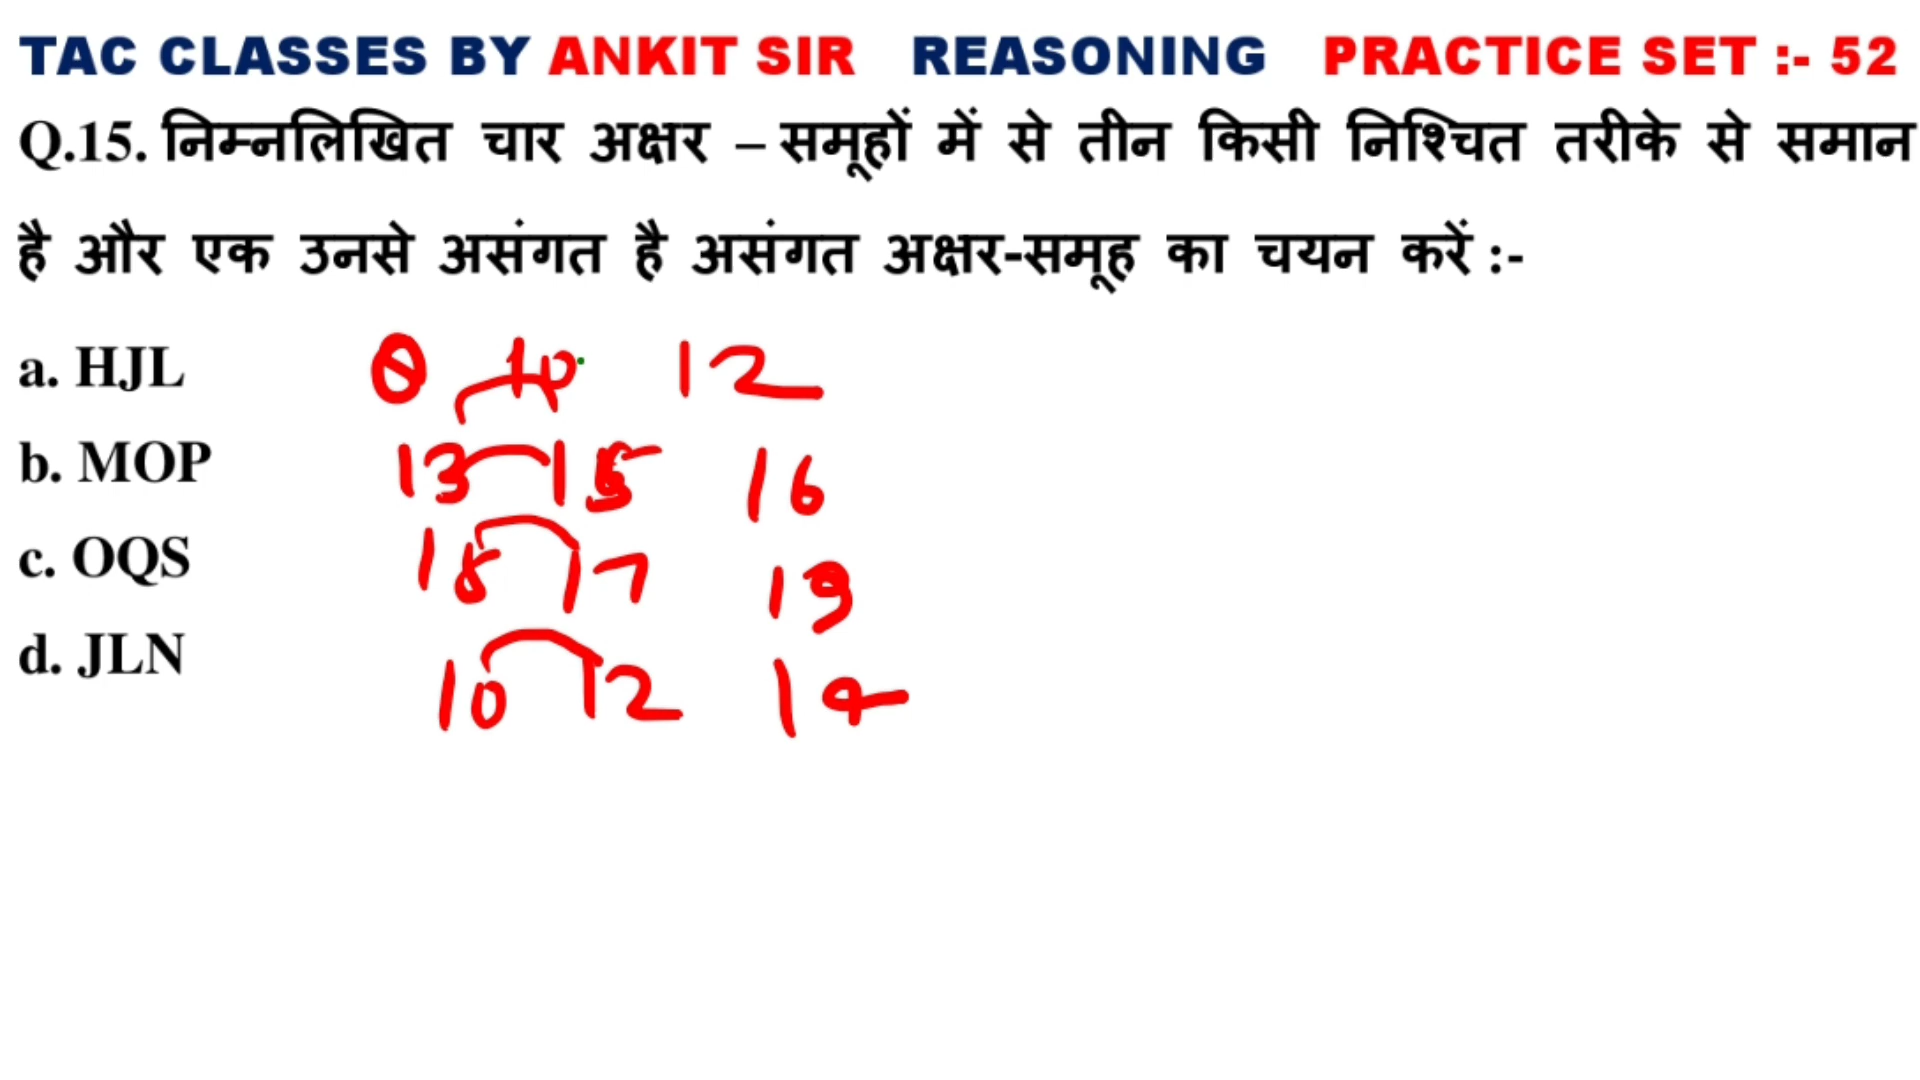 TAC CLASSES BY ANKIT SIR REASONING PRACTICE SET :- 52
Q.15. निम्नलिखित चार अक्षर – समूहों में से तीन किसी निश्चित तरीके से समान
है और एक उनसे असंगत है असंगत अक्षर-समूह का चयन करें :-
a. HJL 8 10 12
b. MOP 13 15 16
c. OQS 15 17 19
d. JLN 10 12 14